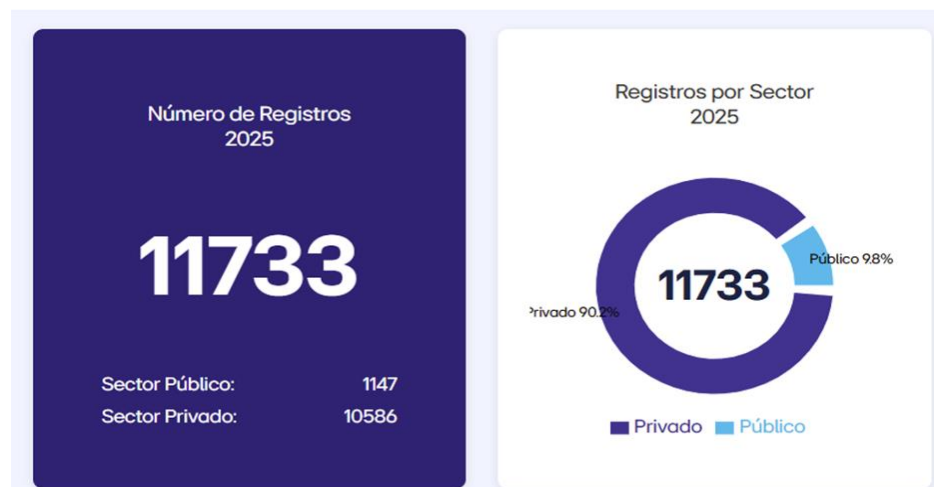 Número de Registros
2025
11733
Sector Público: 1147
Sector Privado: 10586
Registros por Sector
2025
Público 9.8%
11733
Privado 90.2%
Privado Público